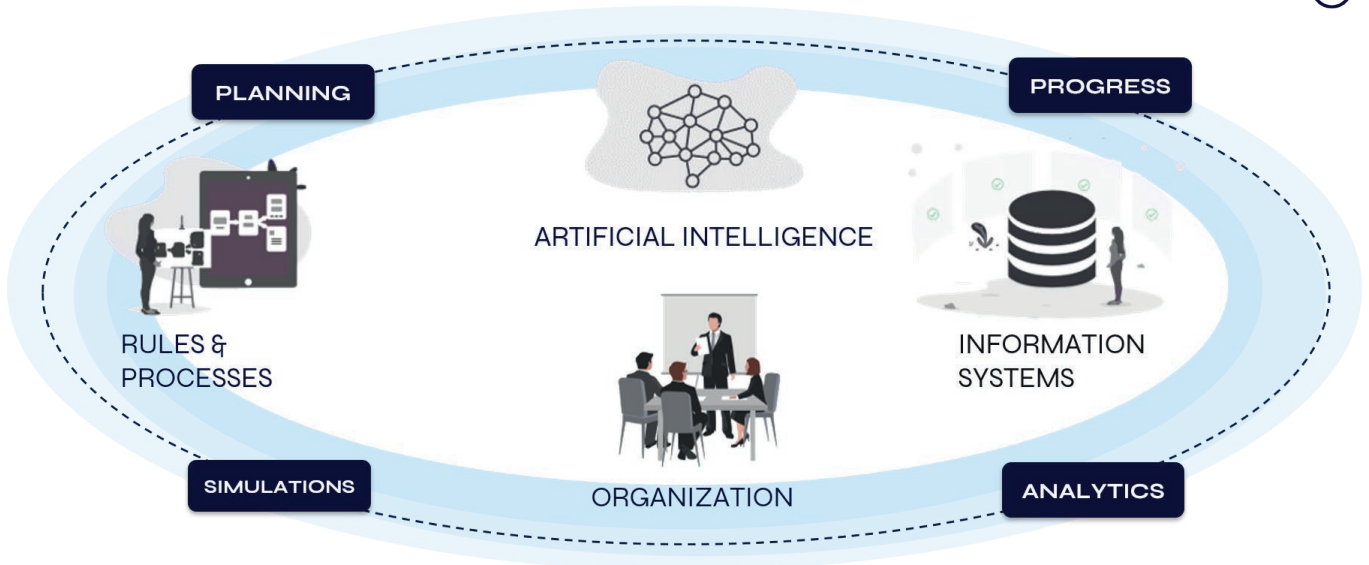 PLANNING
PROGRESS
ARTIFICIAL INTELLIGENCE
RULES &
PROCESSES
INFORMATION
SYSTEMS
SIMULATIONS
ORGANIZATION
ANALYTICS